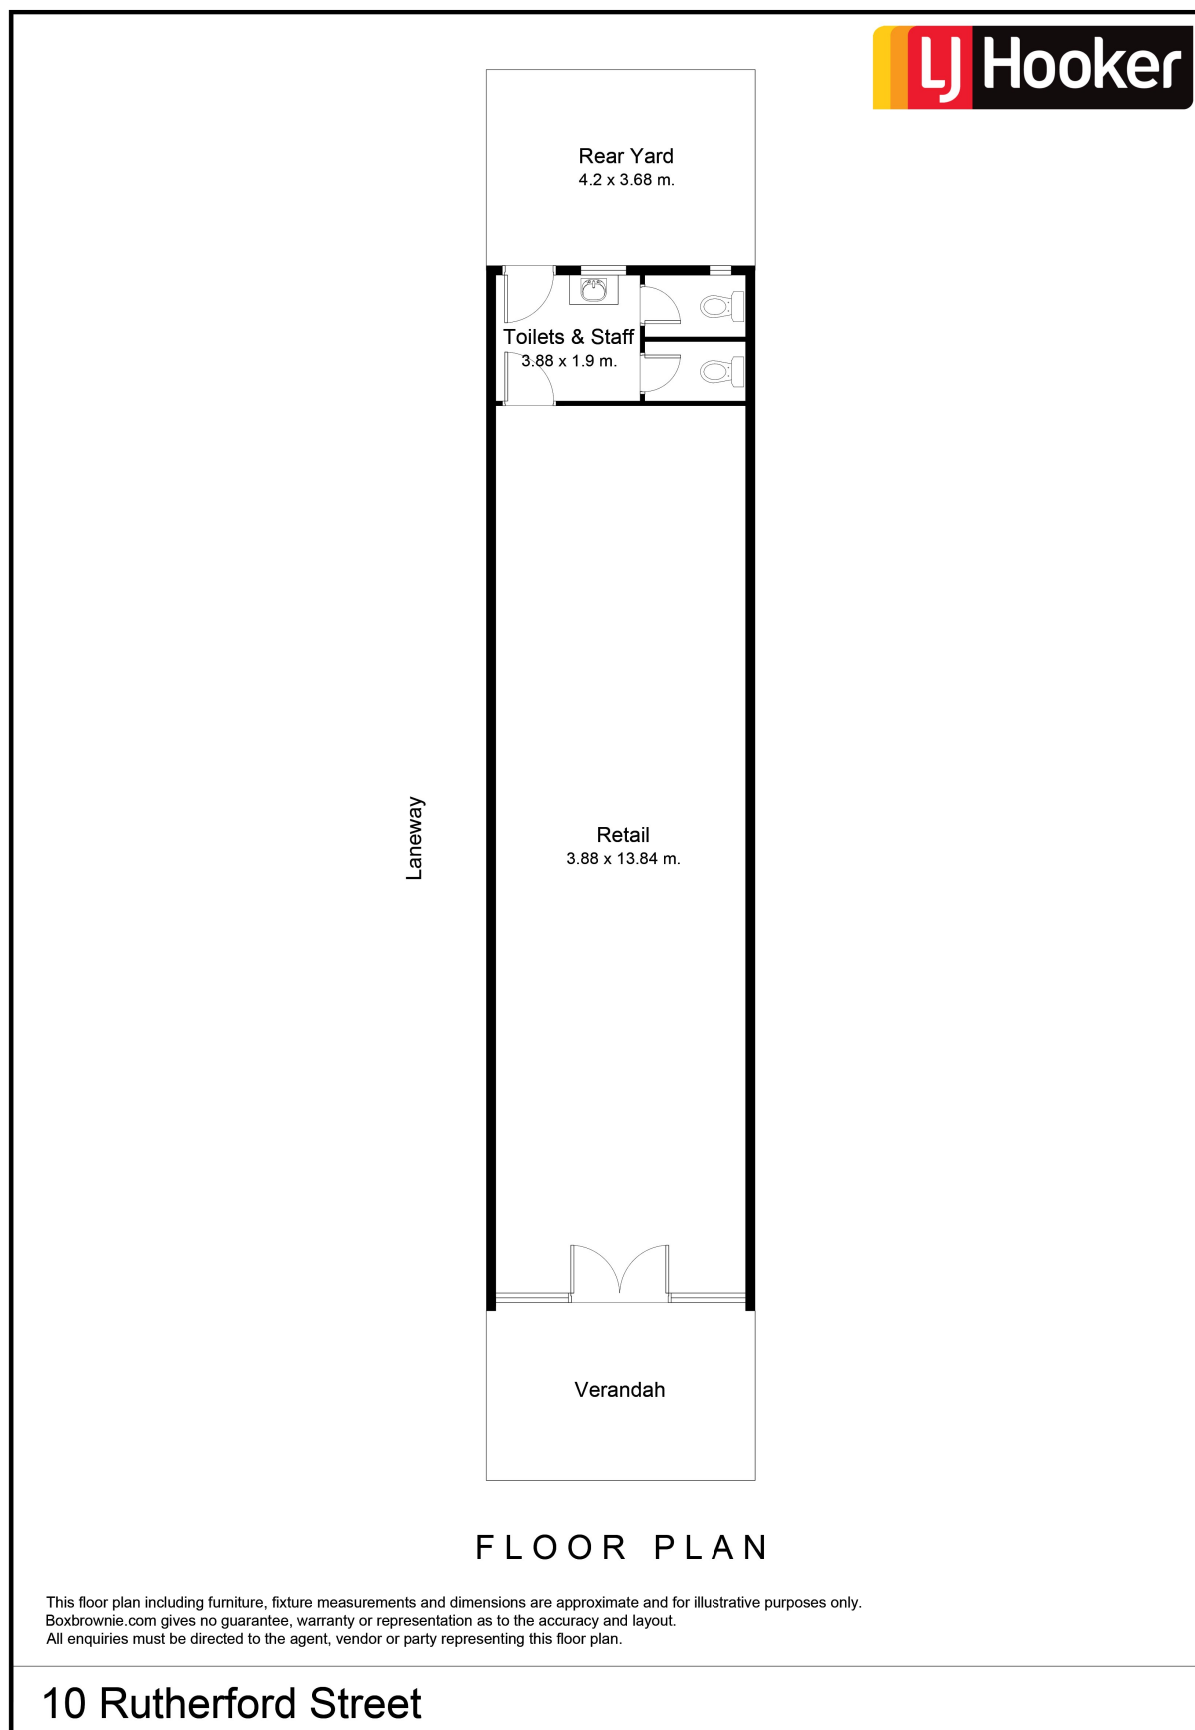 LJ Hooker
Rear Yard
4.2 x 3.68 m.
Toilets & Staff
3.88 x 1.9 m.
Laneway
Retail
3.88 x 13.84 m.
Verandah
FLOOR PLAN
This floor plan including furniture, fixture measurements and dimensions are approximate and for illustrative purposes only.
Boxbrownie.com gives no guarantee, warranty or representation as to the accuracy and layout.
All enquiries must be directed to the agent, vendor or party representing this floor plan.
10 Rutherford Street